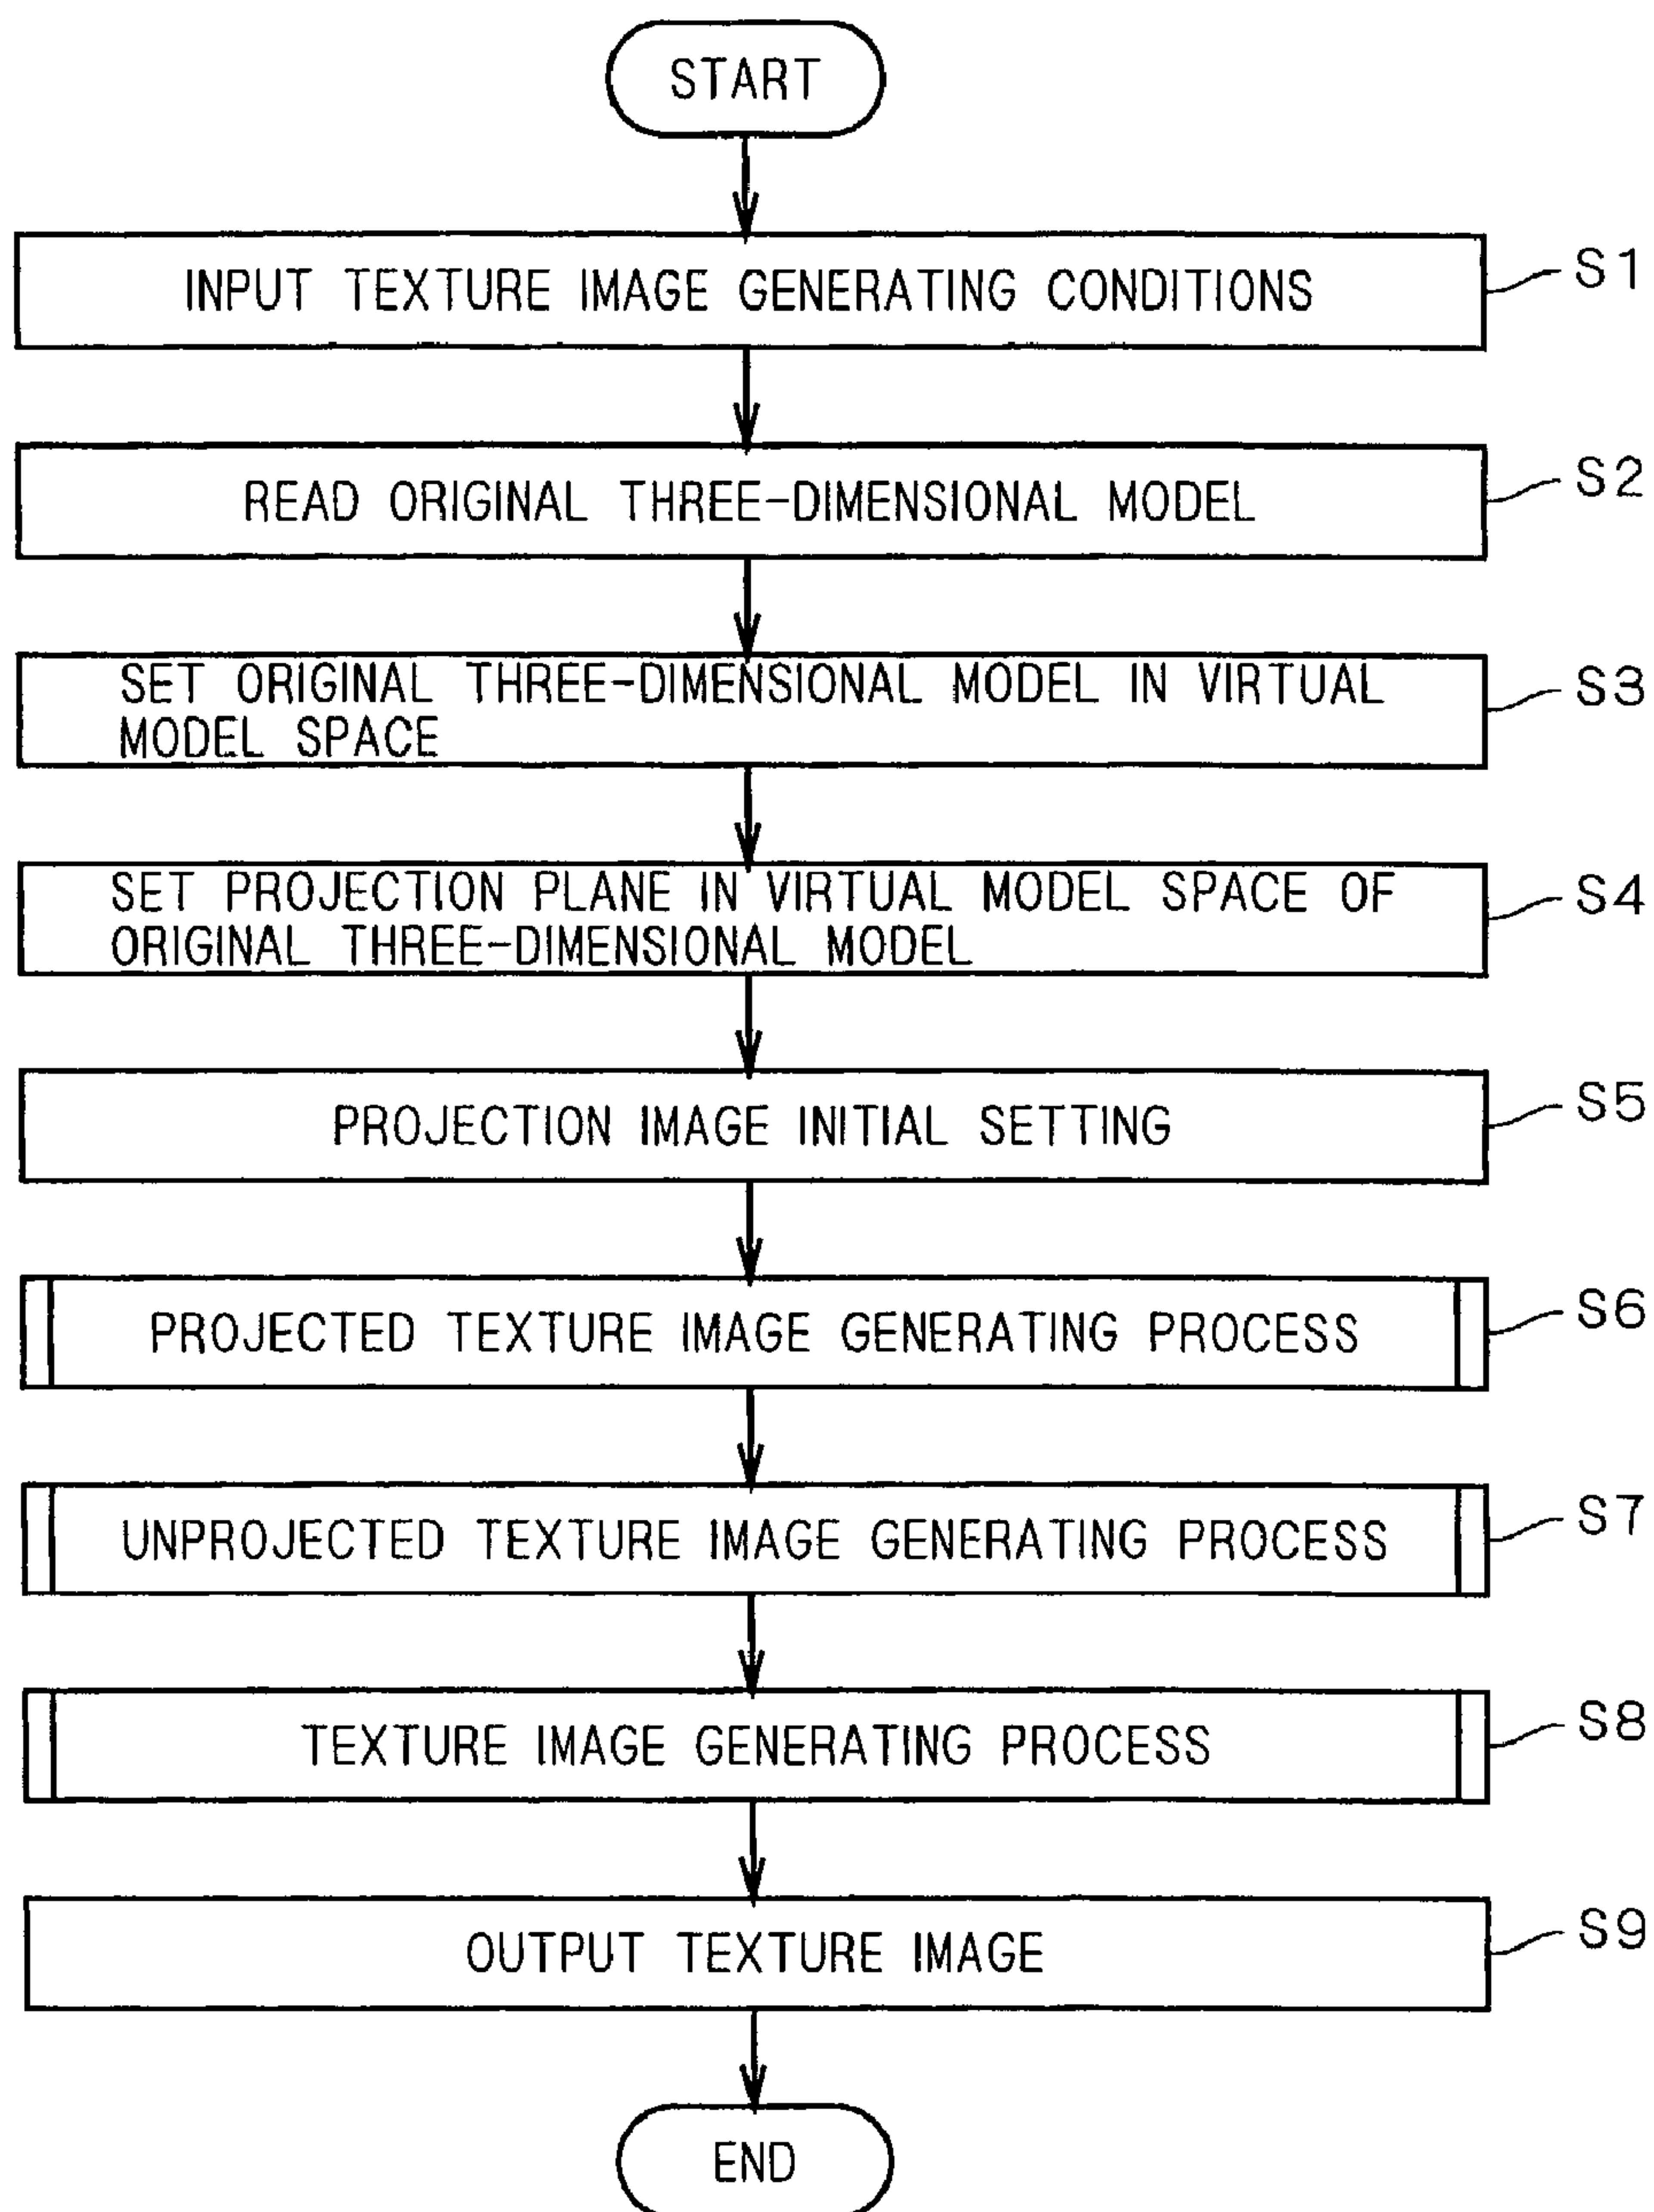 START
INPUT TEXTURE IMAGE GENERATING CONDITIONS
S1
READ ORIGINAL THREE-DIMENSIONAL MODEL
S2
SET ORIGINAL THREE-DIMENSIONAL MODEL IN VIRTUAL
MODEL SPACE
S3
SET PROJECTION PLANE IN VIRTUAL MODEL SPACE OF
ORIGINAL THREE-DIMENSIONAL MODEL
S4
PROJECTION IMAGE INITIAL SETTING
S5
PROJECTED TEXTURE IMAGE GENERATING PROCESS
S6
UNPROJECTED TEXTURE IMAGE GENERATING PROCESS
S7
TEXTURE IMAGE GENERATING PROCESS
S8
OUTPUT TEXTURE IMAGE
S9
END